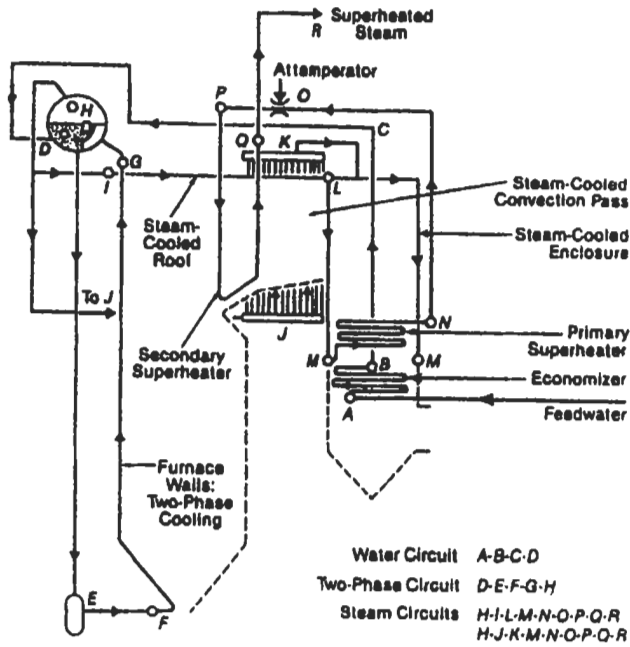 R
Superheated
Steam
Attemperator
P
O
H
D
D
C
Q
K
G
I
L
Steam-Cooled
Convection Pass
Steam-
Cooled
Roof
Steam-Cooled
Enclosure
To J
J
N
Secondary
Superheater
M
B
M
Primary
Superheater
Economizer
A
Feedwater
Furnace
Walls:
Two-Phase
Cooling
E
F
Water Circuit A-B-C-D
Two-Phase Circuit D-E-F-G-H
Steam Circuits H-I-L-M-N-O-P-Q-R
H-J-K-M-N-O-P-Q-R